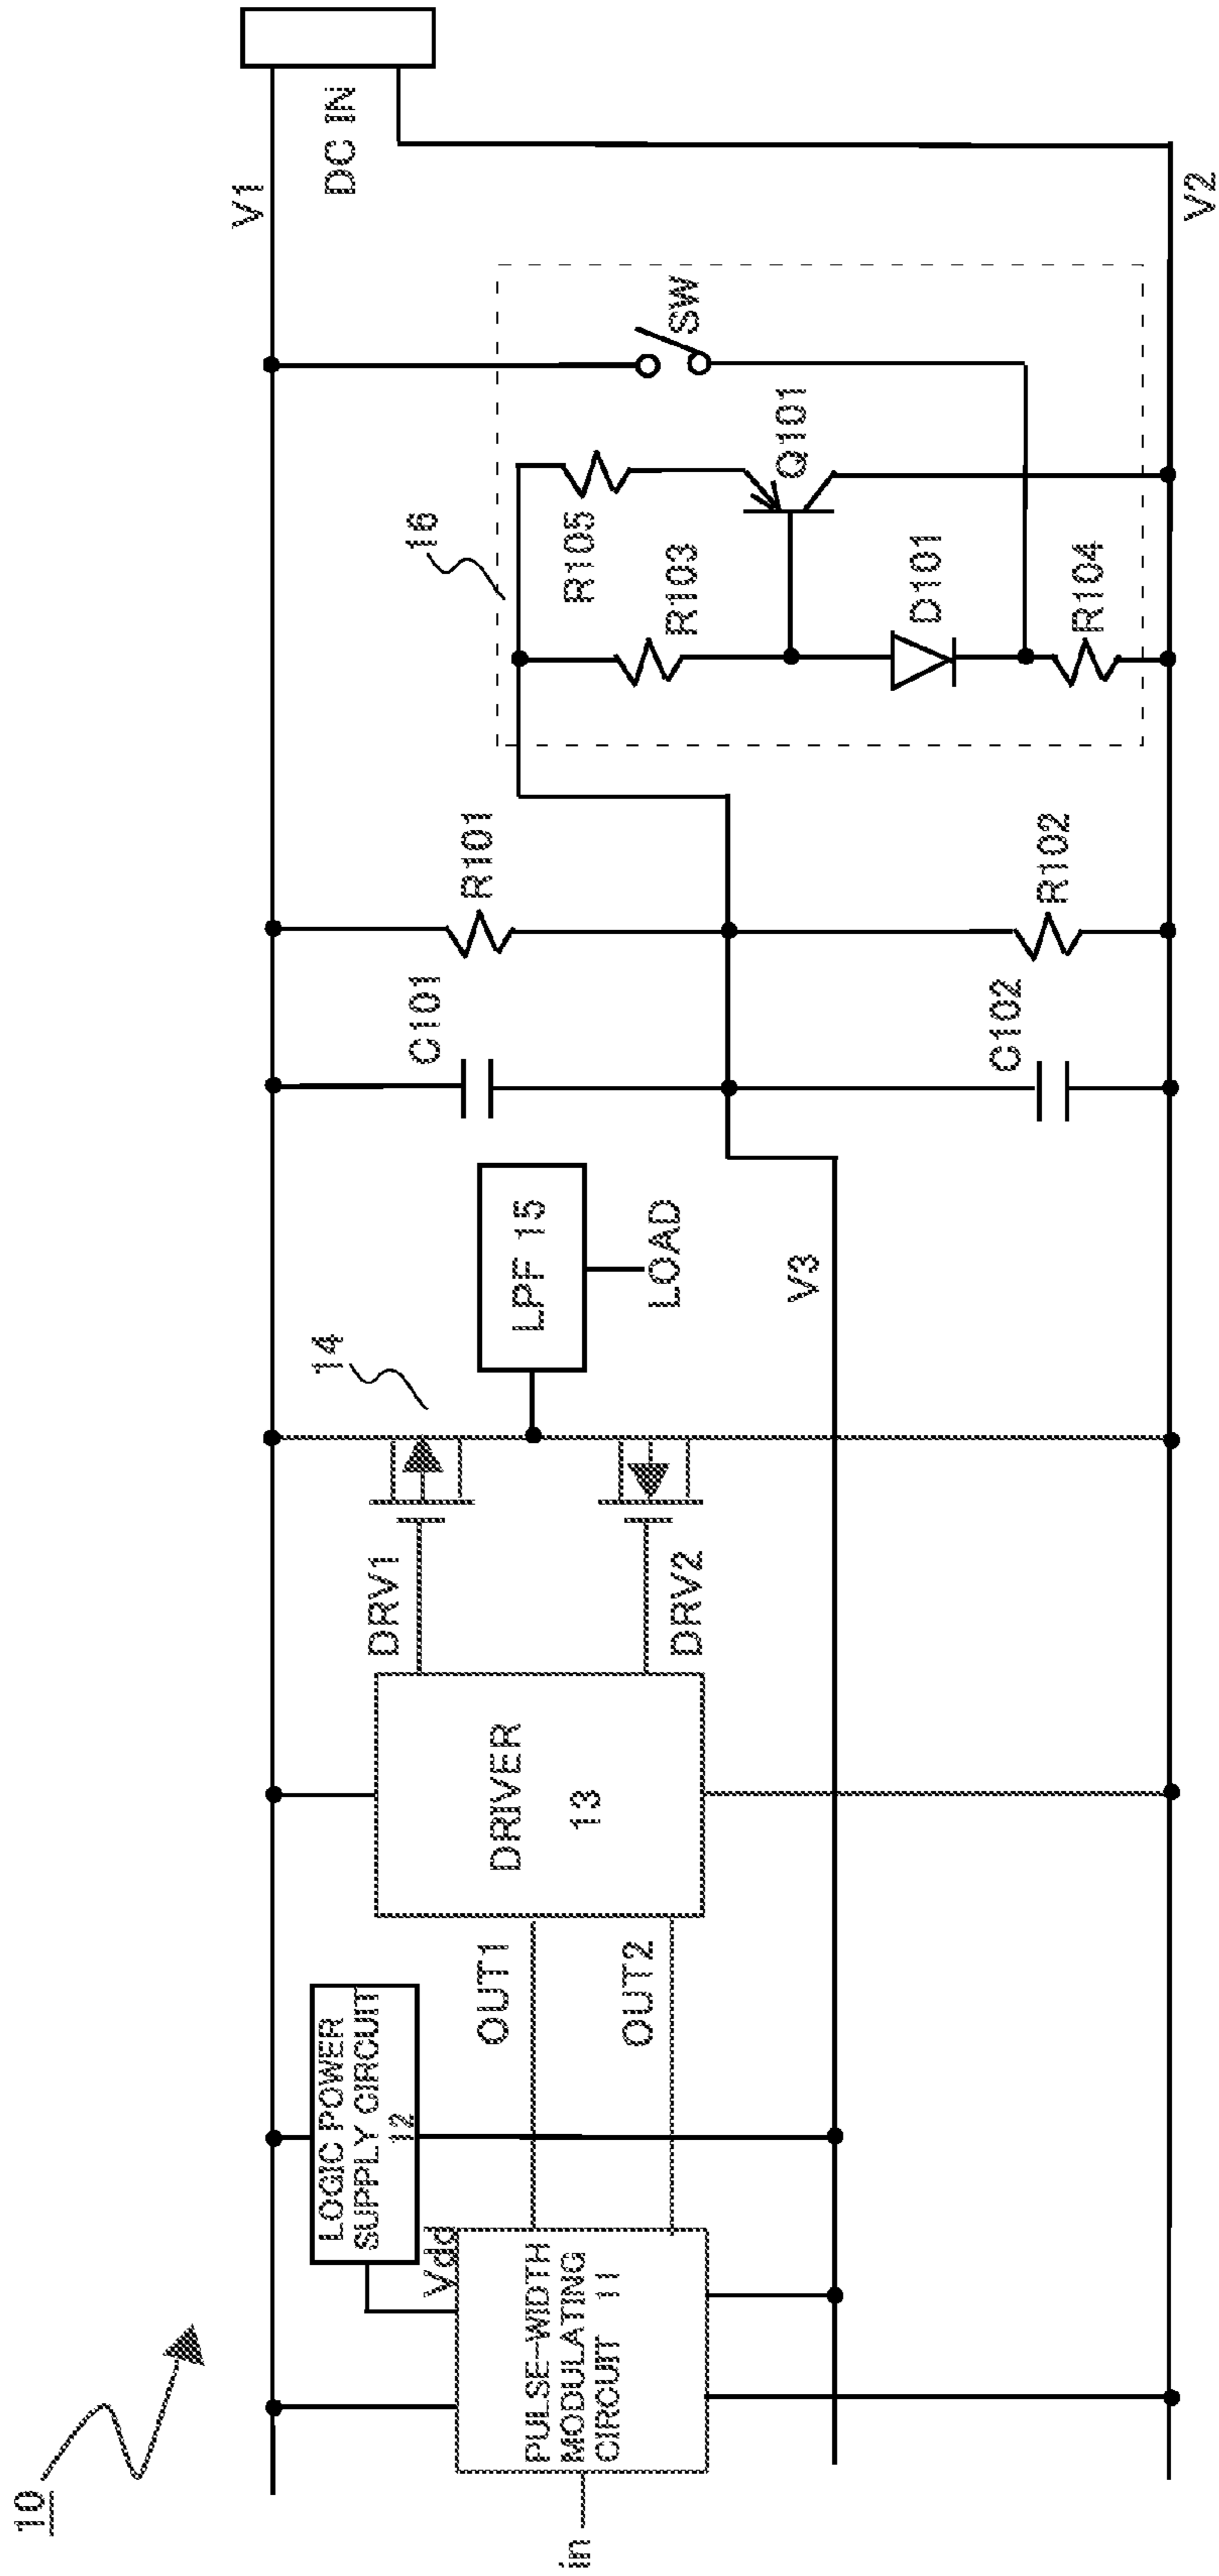 10
in
PULSE-WIDTH
MODULATING
CIRCUIT 11
Vdd
LOGIC POWER
SUPPLY CIRCUIT
12
OUT1
OUT2
DRIVER
13
DRV1
DRV2
14
LPF 15
LOAD
V3
C101
C102
R101
R102
16
R105
R103
Q101
D101
R104
SW
V1
DC IN
V2